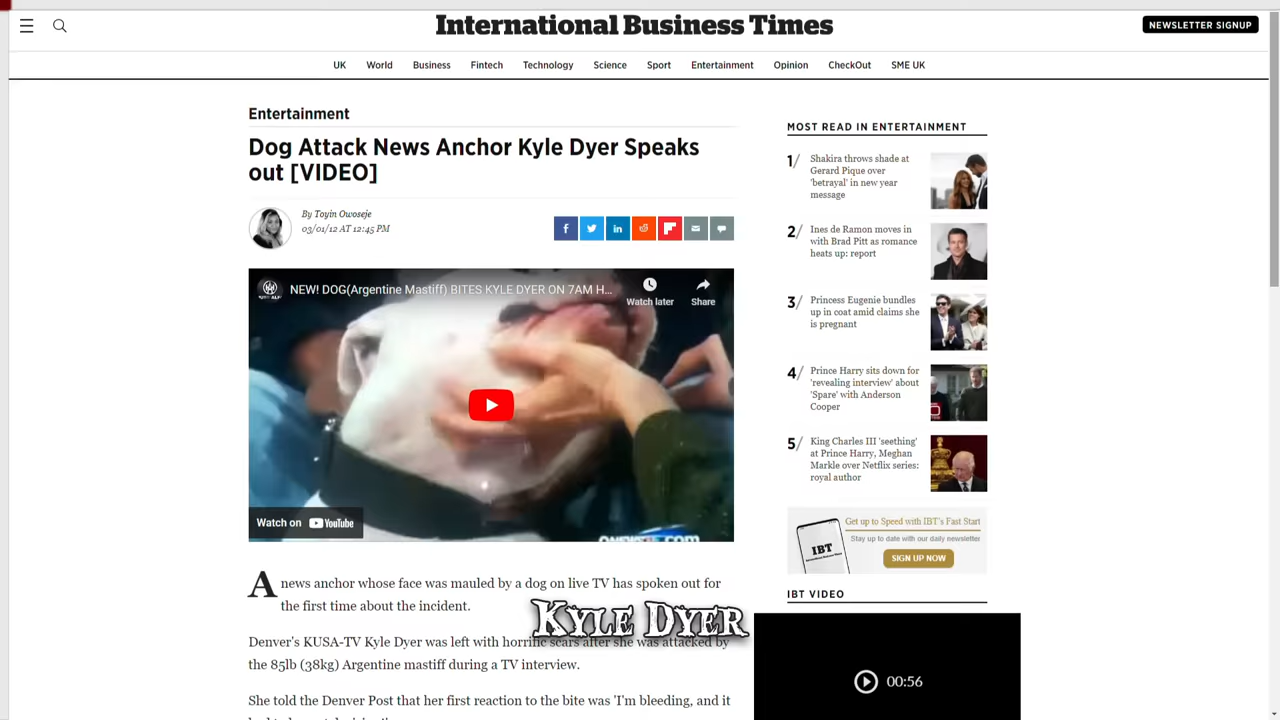 International Business Times
NEWSLETTER SIGNUP
UK World Business Fintech Technology Science Sport Entertainment Opinion CheckOut SME UK
Entertainment
Dog Attack News Anchor Kyle Dyer Speaks
out [VIDEO]
By Toyin Owoseje
03/01/12 AT 12:45 PM
NEW! DOG(Argentine Mastiff) BITES KYLE DYER ON 7AM H...
Watch later
Share
Watch on YouTube
A news anchor whose face was mauled by a dog on live TV has spoken out for
the first time about the incident.
KYLE DYER
Denver's KUSA-TV Kyle Dyer was left with horrific scars after she was attacked by
the 85lb (38kg) Argentine mastiff during a TV interview.
She told the Denver Post that her first reaction to the bite was 'I'm bleeding, and it
MOST READ IN ENTERTAINMENT
1/ Shakira throws shade at
Gerard Pique over
'betrayal' in new year
message
2/ Ines de Ramon moves in
with Brad Pitt as romance
heats up: report
3/ Princess Eugenie bundles
up in coat amid claims she
is pregnant
4/ Prince Harry sits down for
'revealing interview' about
'Spare' with Anderson
Cooper
5/ King Charles III 'seething'
at Prince Harry, Meghan
Markle over Netflix series:
royal author
IBT
Get up to Speed with IBT's Fast Start
Stay up to date with our daily newsletter
SIGN UP NOW
IBT VIDEO
00:56